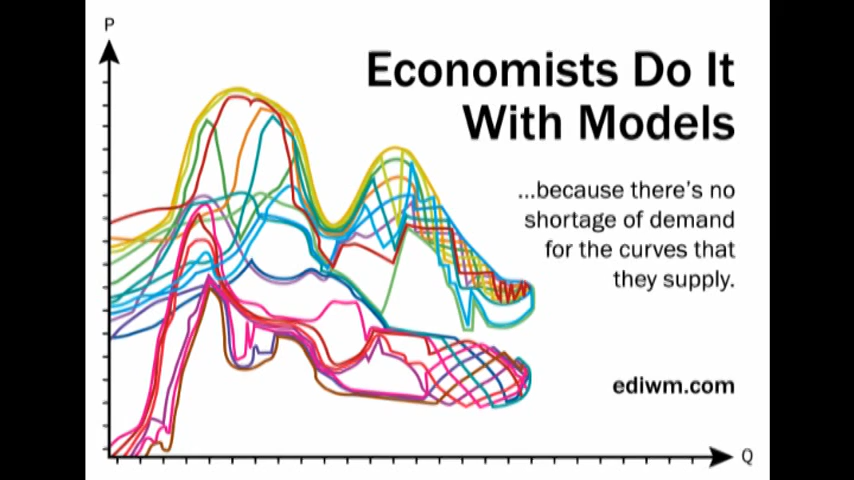 P
Economists Do It
With Models
...because there's no
shortage of demand
for the curves that
they supply.
ediwm.com
Q